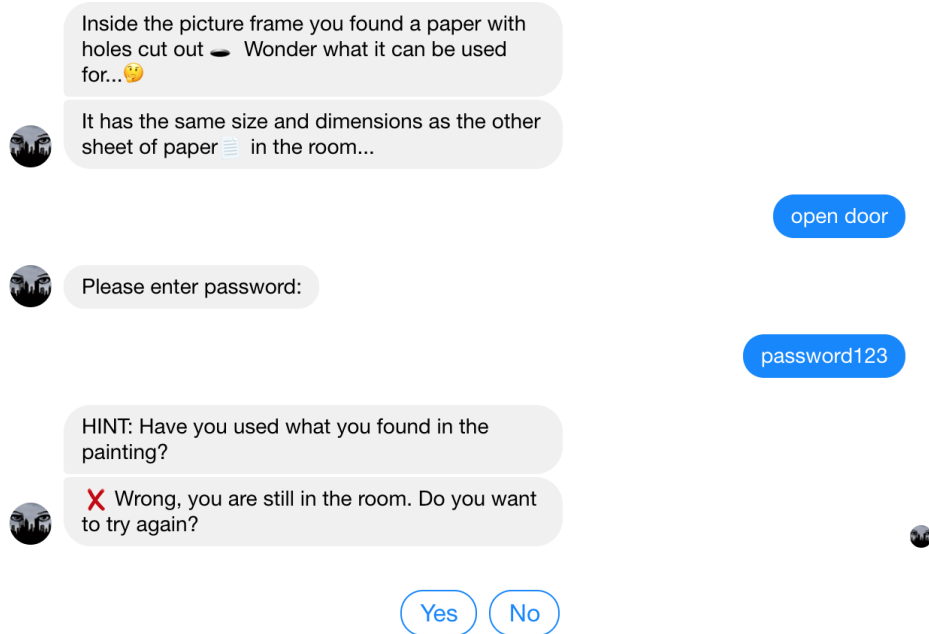 Inside the picture frame you found a paper with
holes cut out 🕳️ Wonder what it can be used
for...🤔
It has the same size and dimensions as the other
sheet of paper📄 in the room...
open door
Please enter password:
password123
HINT: Have you used what you found in the
painting?
❌ Wrong, you are still in the room. Do you want
to try again?
Yes
No